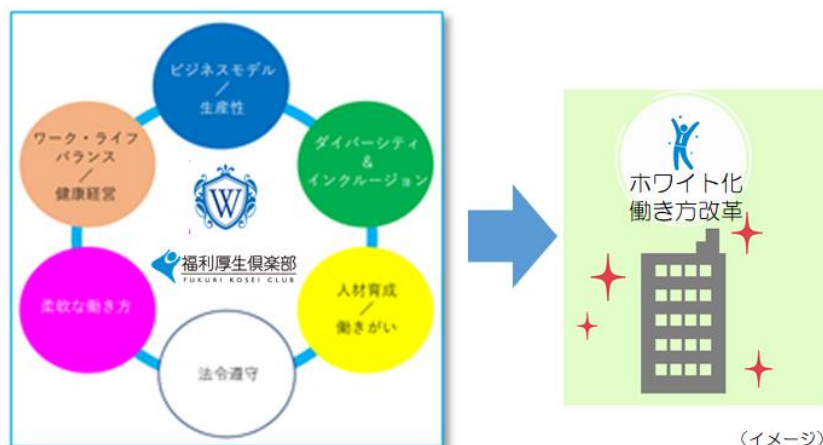 ビジネスモデル
／
生産性
ワーク・ライフ
バランス
／
健康経営
ダイバーシティ
&
インクルージョン
W
福利厚生倶楽部
FUKURI KOSEI CLUB
柔軟な働き方
人材育成
／
働きがい
法令遵守
ホワイト化
働き方改革
（イメージ）